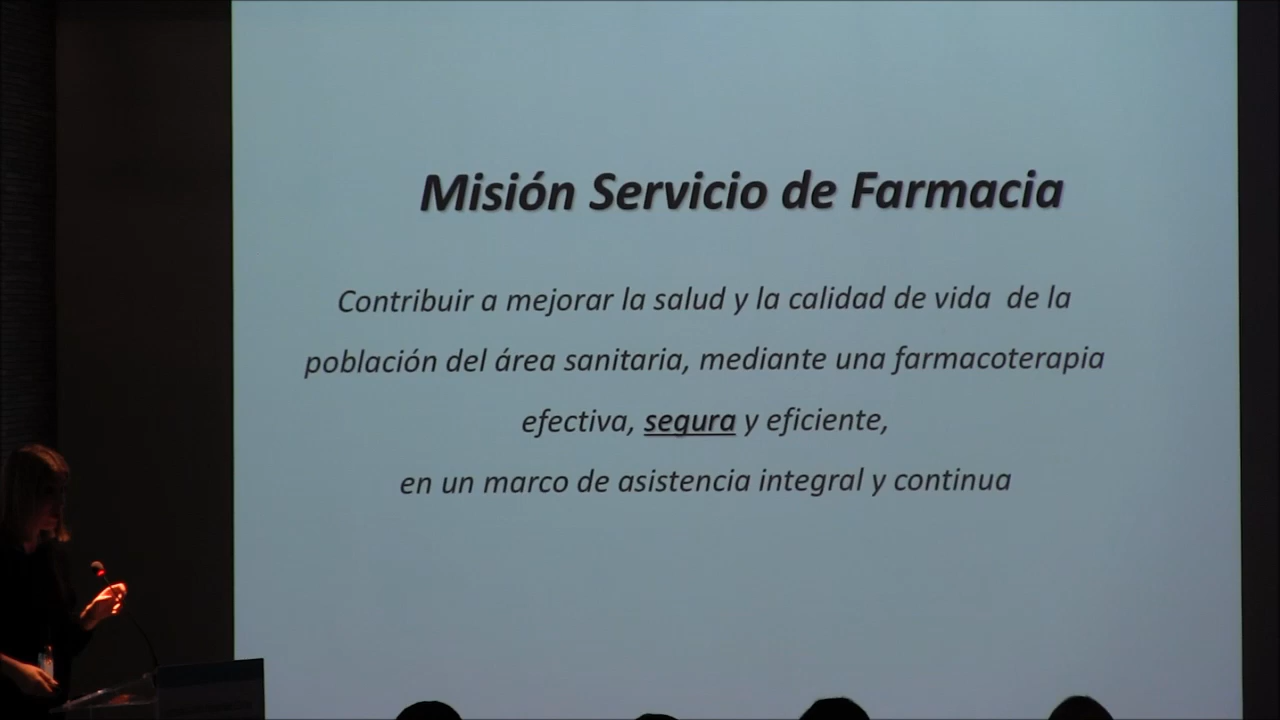 Misión Servicio de Farmacia
Contribuir a mejorar la salud y la calidad de vida de la
población del área sanitaria, mediante una farmacoterapia
efectiva, segura y eficiente,
en un marco de asistencia integral y continua